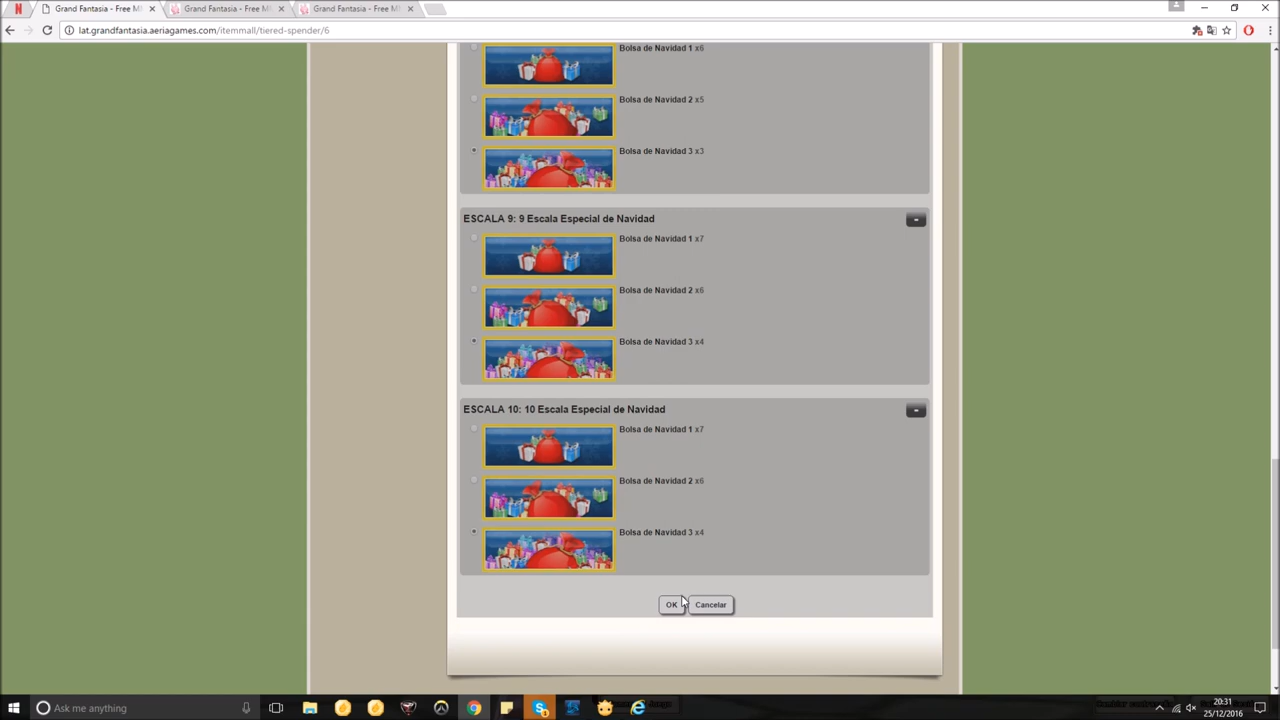 Grand Fantasia - Free M
Grand Fantasia - Free M
Grand Fantasia - Free M
lat.grandfantasia.aeriagames.com/itemmall/tiered-spender/6
Bolsa de Navidad 1 x6
Bolsa de Navidad 2 x5
Bolsa de Navidad 3 x3
ESCALA 9: 9 Escala Especial de Navidad
Bolsa de Navidad 1 x7
Bolsa de Navidad 2 x6
Bolsa de Navidad 3 x4
ESCALA 10: 10 Escala Especial de Navidad
Bolsa de Navidad 1 x7
Bolsa de Navidad 2 x6
Bolsa de Navidad 3 x4
OK
Cancelar
Ask me anything
20:31
25/12/2016